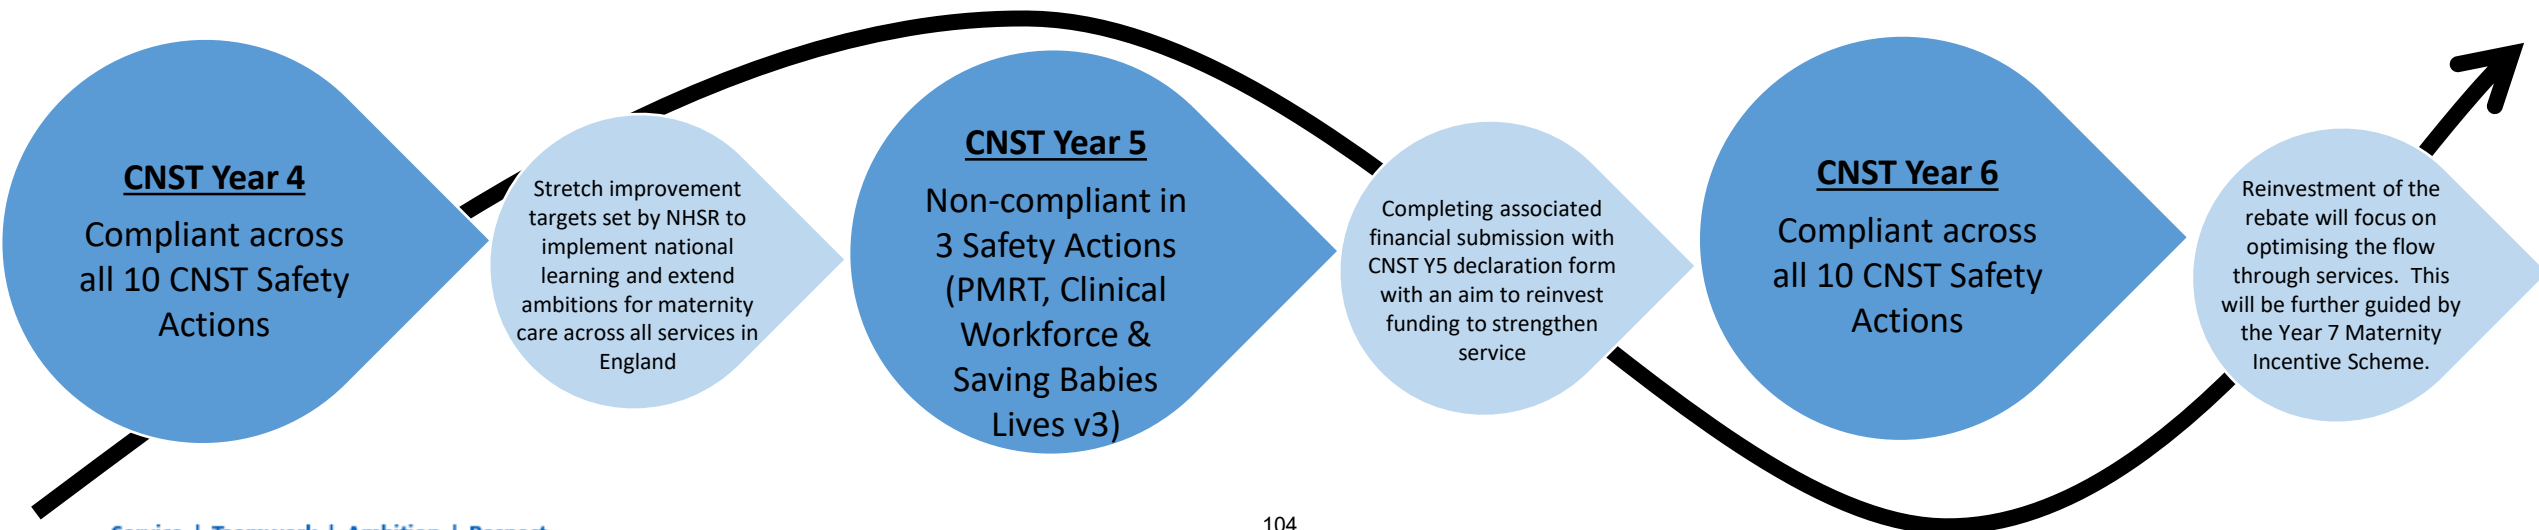 CNST Year 4
Compliant across
all 10 CNST Safety
Actions
Stretch improvement
targets set by NHSR to
implement national
learning and extend
ambitions for maternity
care across all services in
England
CNST Year 5
Non-compliant in
3 Safety Actions
(PMRT, Clinical
Workforce &
Saving Babies
Lives v3)
Completing associated
financial submission with
CNST Y5 declaration form
with an aim to reinvest
funding to strengthen
service
CNST Year 6
Compliant across
all 10 CNST Safety
Actions
Reinvestment of the
rebate will focus on
optimising the flow
through services.  This
will be further guided by
the Year 7 Maternity
Incentive Scheme.
Service | Teamwork | Ambition | Respect
104